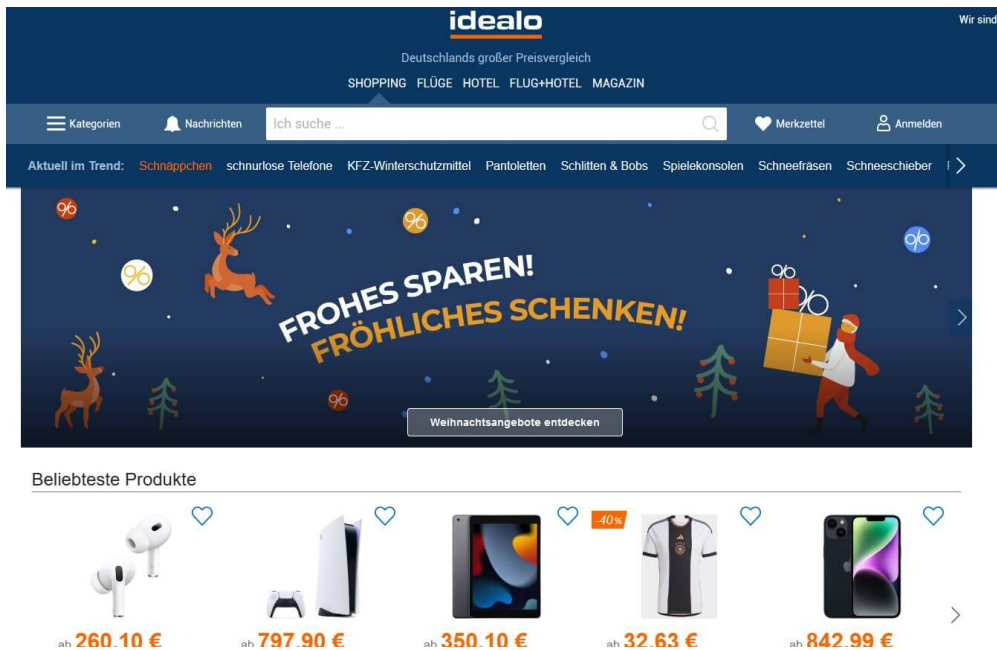 idealo
Wir sind
Deutschlands großer Preisvergleich
SHOPPING FLÜGE HOTEL FLUG+HOTEL MAGAZIN
Kategorien Nachrichten Ich suche ... Merkzettel Anmelden
Aktuell im Trend: Schnäppchen schnurlose Telefone KFZ-Winterschutzmittel Pantoletten Schlitten & Bobs Spielekonsolen Schneefräsen Schneeschieber
% % % %
FROHES SPAREN!
FRÖHLICHES SCHENKEN!
% %
%
Weihnachtsangebote entdecken
Beliebteste Produkte
-40%
ab 260,10 € ab 797,90 € ab 350,10 € ab 32,63 € ab 842,99 €